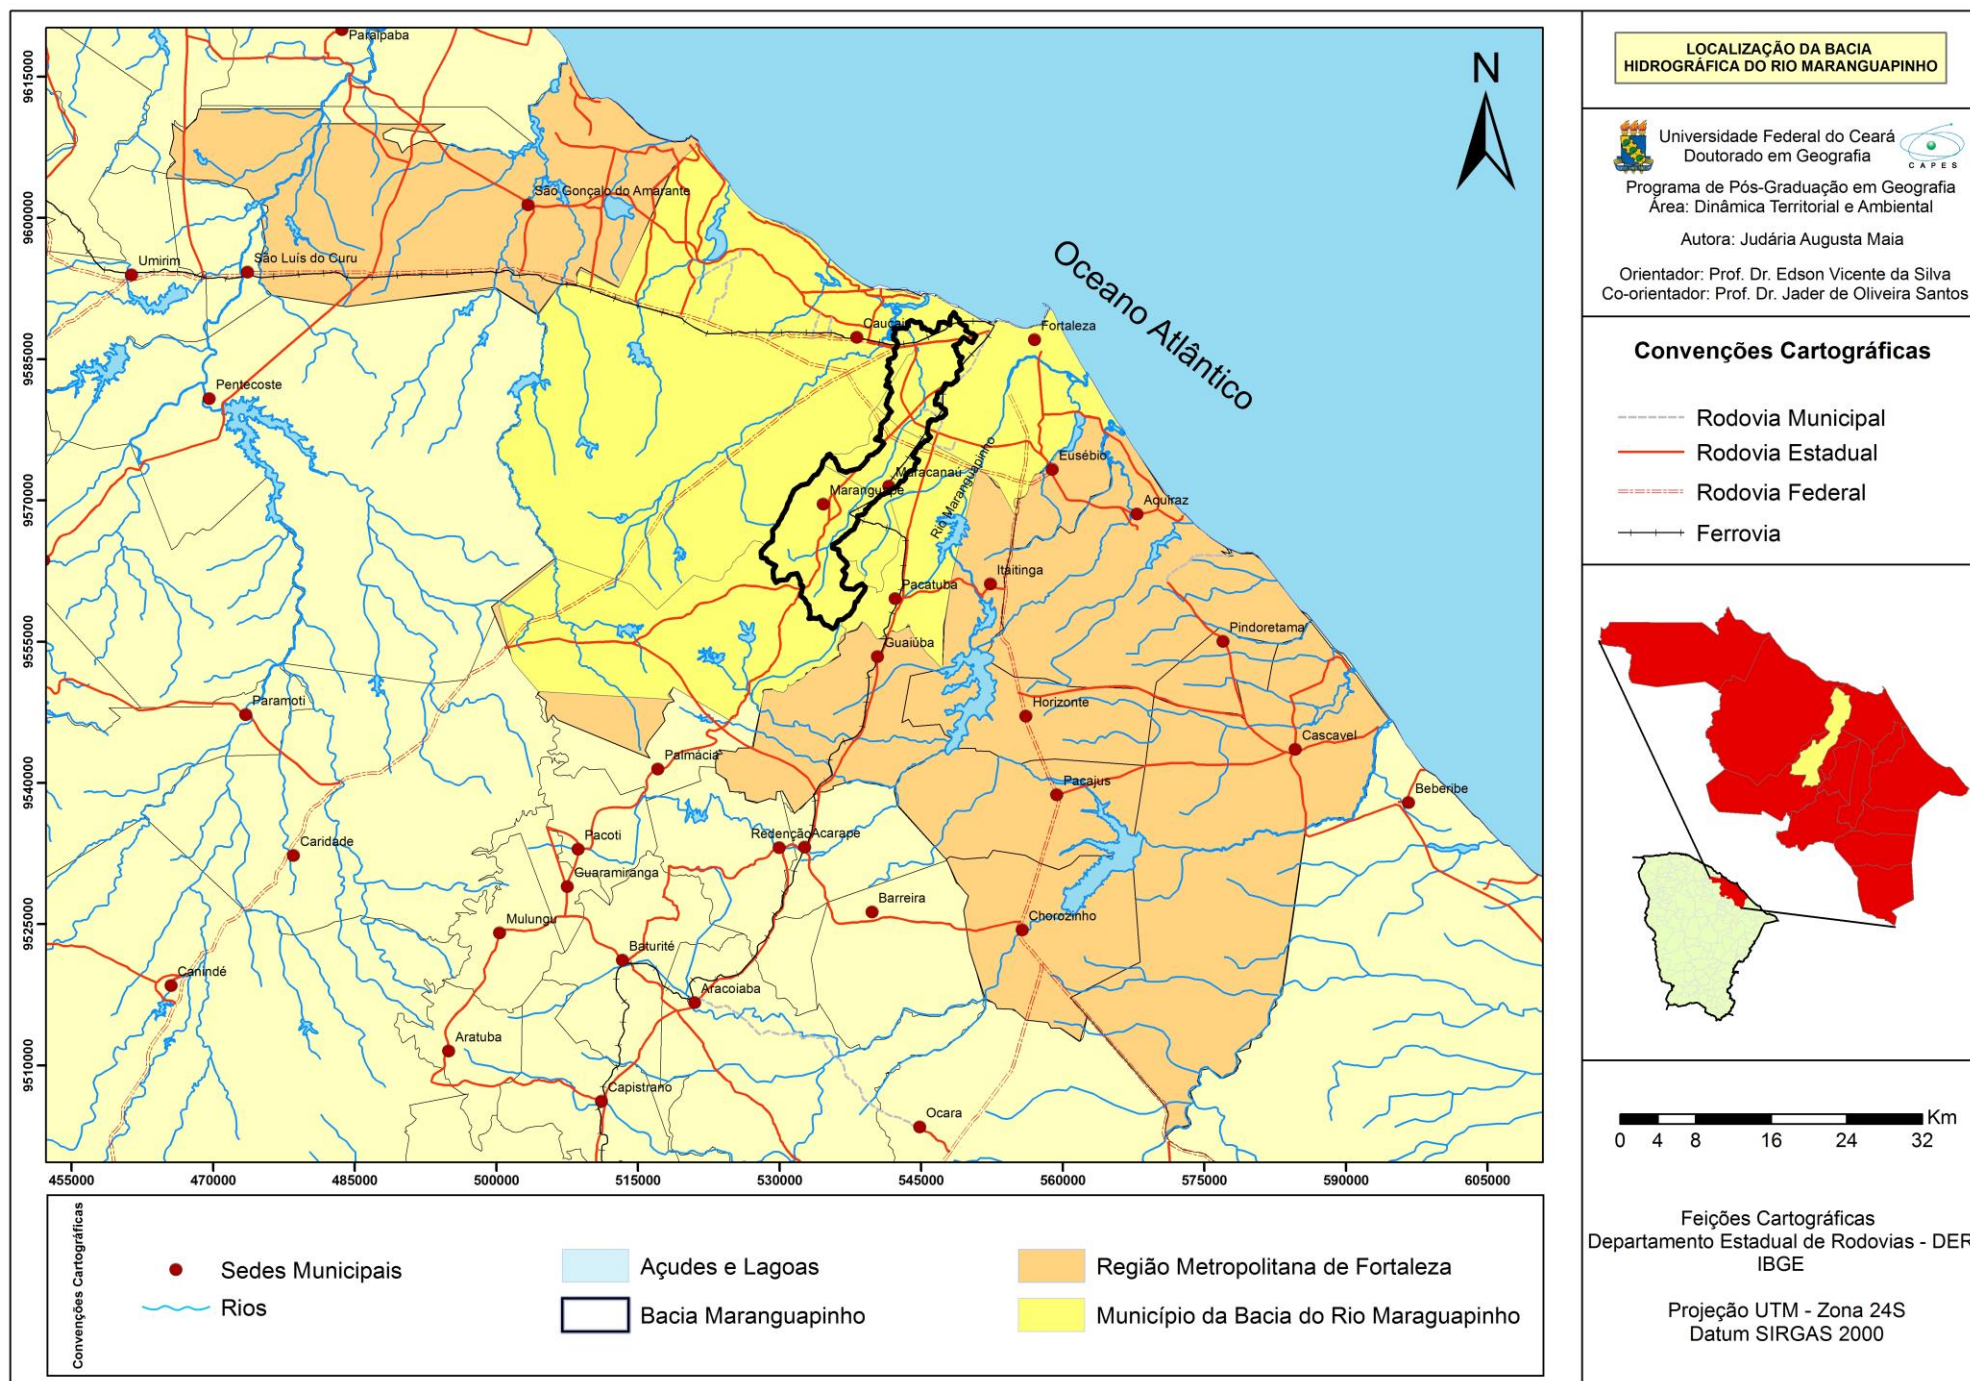 Paraipaba
São Gonçalo do Amarante
Umirim
São Luís do Curu
Caucaia
Fortaleza
Oceano Atlântico
N
Pentecoste
Eusébio
Maracanaú
Maranguape
Rio Maranguapinho
Aquiraz
Itaitinga
Pacatuba
Pindoretama
Guaiúba
Paramoti
Horizonte
Cascavel
Palmácia
Pacajus
Beberibe
Pacoti
Redenção
Acarape
Caridade
Guaramiranga
Barreira
Mulungu
Chorozinho
Baturité
Canindé
Aracoiaba
Aratuba
Capistrano
Ocara
9615000
9600000
9585000
9570000
9555000
9540000
9525000
9510000
455000 470000 485000 500000 515000 530000 545000 560000 575000 590000 605000
Convenções Cartográficas
Sedes Municipais
Rios
Açudes e Lagoas
Bacia Maranguapinho
Região Metropolitana de Fortaleza
Município da Bacia do Rio Maraguapinho
LOCALIZAÇÃO DA BACIA
HIDROGRÁFICA DO RIO MARANGUAPINHO
Universidade Federal do Ceará
Doutorado em Geografia
CAPES
Programa de Pós-Graduação em Geografia
Área: Dinâmica Territorial e Ambiental
Autora: Judária Augusta Maia
Orientador: Prof. Dr. Edson Vicente da Silva
Co-orientador: Prof. Dr. Jader de Oliveira Santos
Convenções Cartográficas
Rodovia Municipal
Rodovia Estadual
Rodovia Federal
Ferrovia
Km
0 4 8 16 24 32
Feições Cartográficas
Departamento Estadual de Rodovias - DER
IBGE
Projeção UTM - Zona 24S
Datum SIRGAS 2000